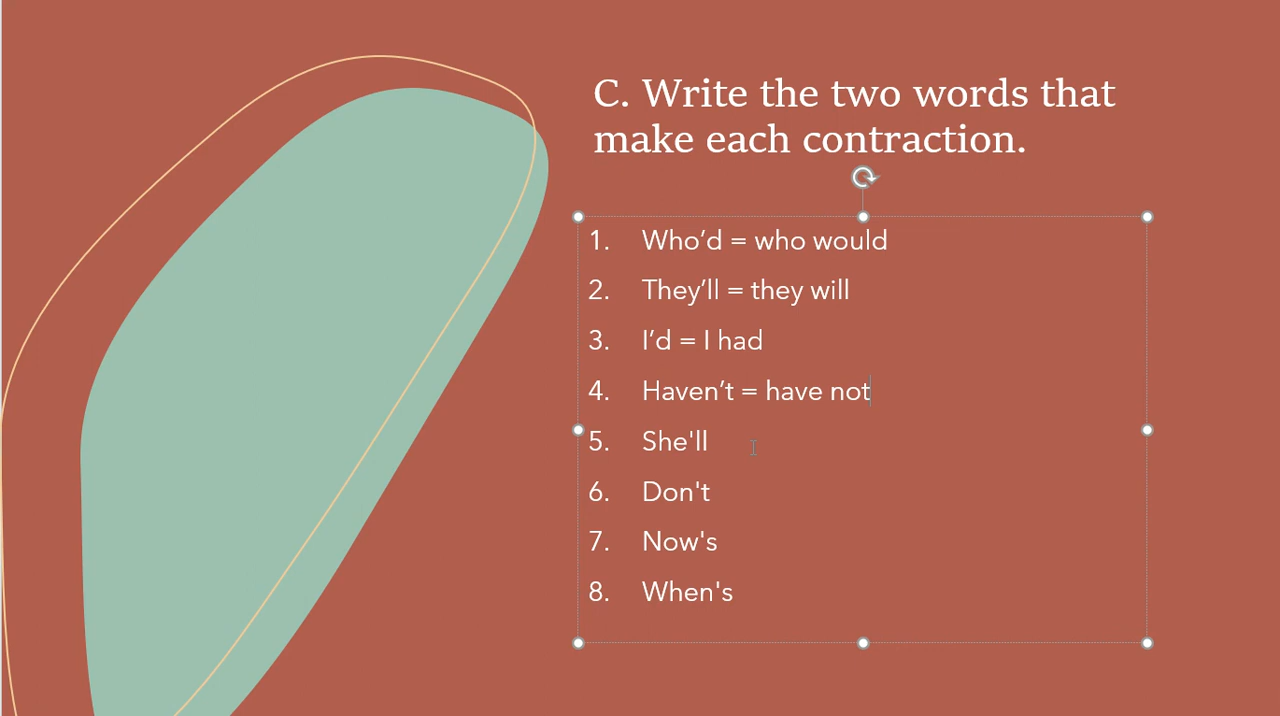 C. Write the two words that
make each contraction.
1. Who’d = who would
2. They’ll = they will
3. I’d = I had
4. Haven’t = have not
5. She'll
6. Don't
7. Now's
8. When's